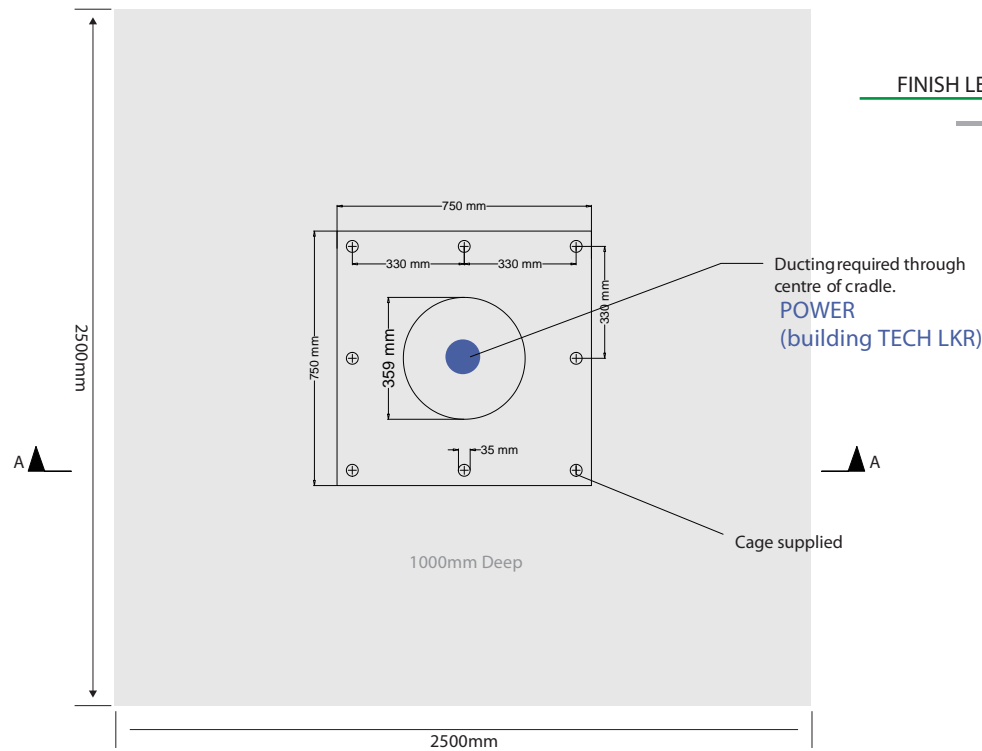 FINISH LE
750 mm
330 mm
330 mm
330 mm
Ducting required through
centre of cradle.
POWER
(building TECH LKR)
2500mm
750 mm
359 mm
35 mm
A
A
Cage supplied
1000mm Deep
2500mm